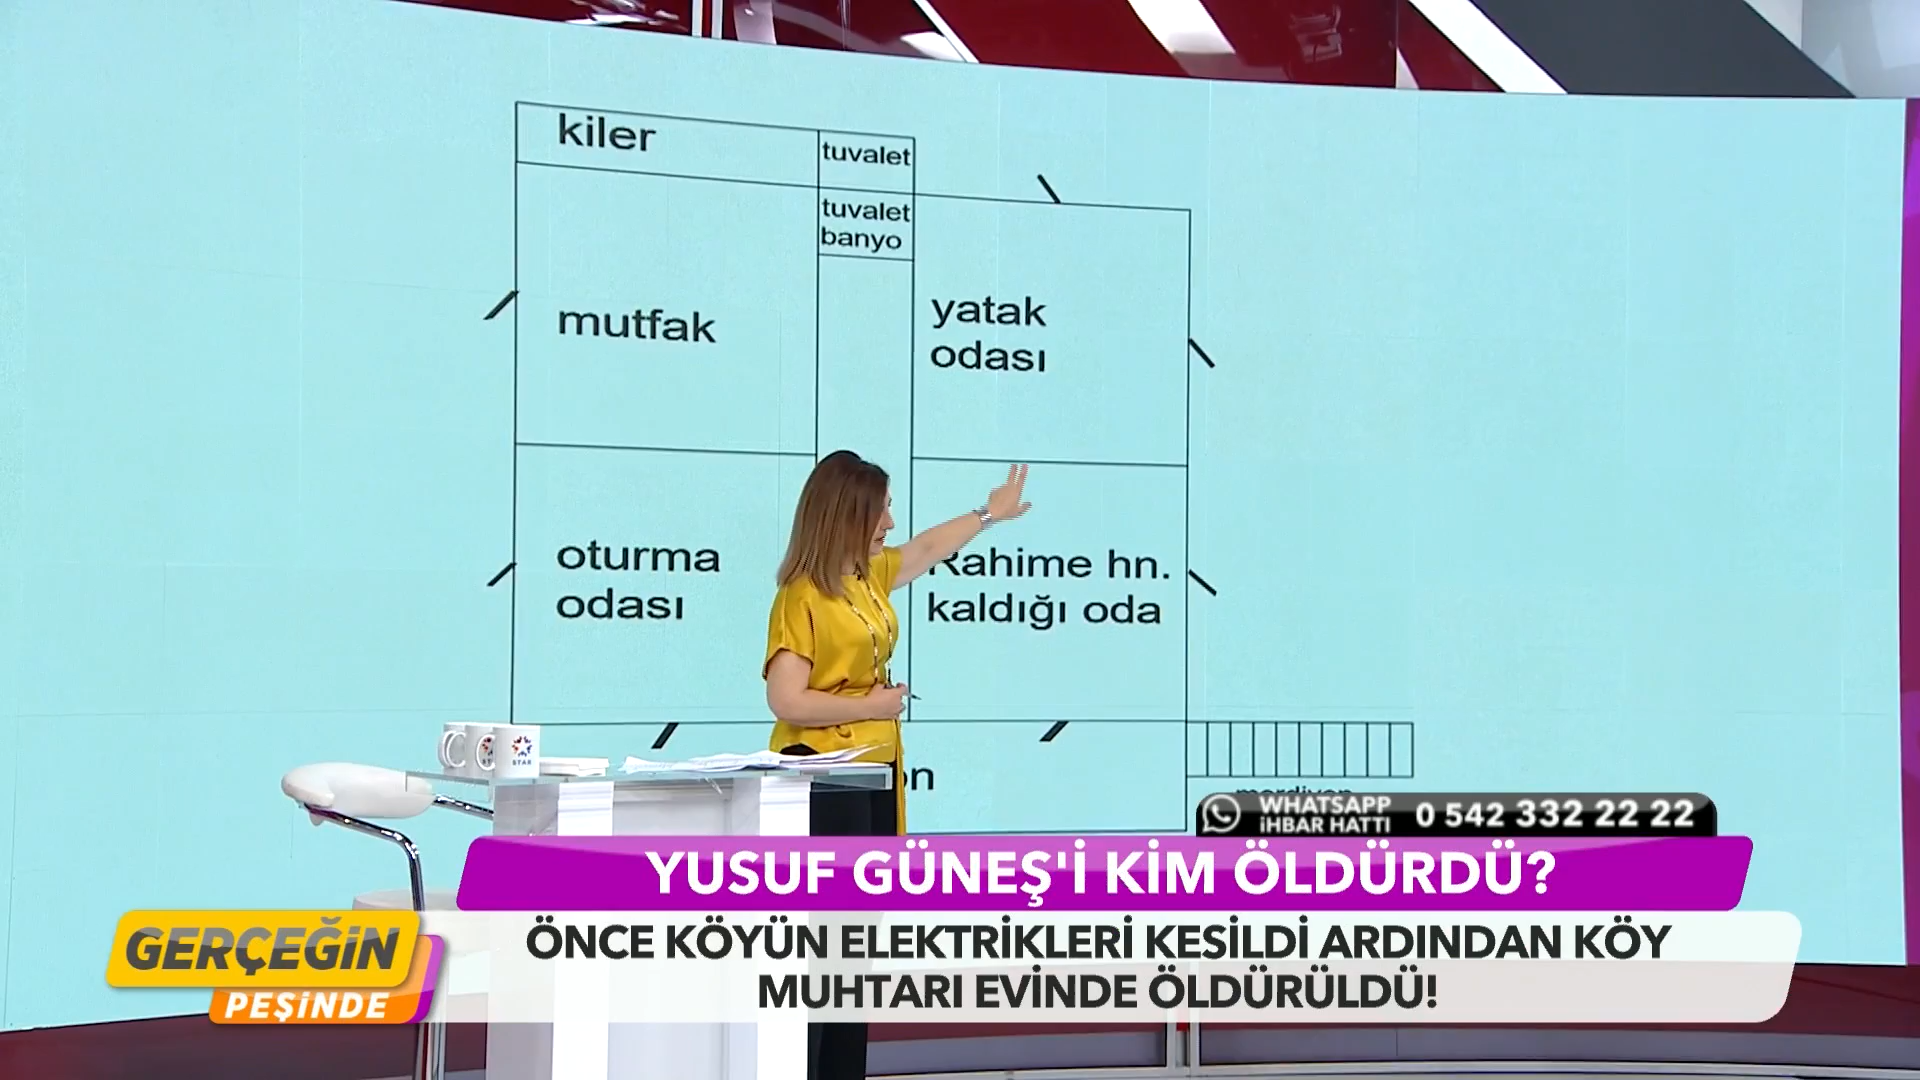 kiler
tuvalet
tuvalet
banyo
mutfak
yatak
odası
oturma
odası
Rahime hn.
kaldığı oda
STAR
WHATSAPP
İHBAR HATTI
0 542 332 22 22
YUSUF GÜNEŞ'İ KİM ÖLDÜRDÜ?
GERÇEĞİN
PEŞİNDE
ÖNCE KÖYÜN ELEKTRİKLERİ KESİLDİ ARDINDAN KÖY
MUHTARI EVİNDE ÖLDÜRÜLDÜ!